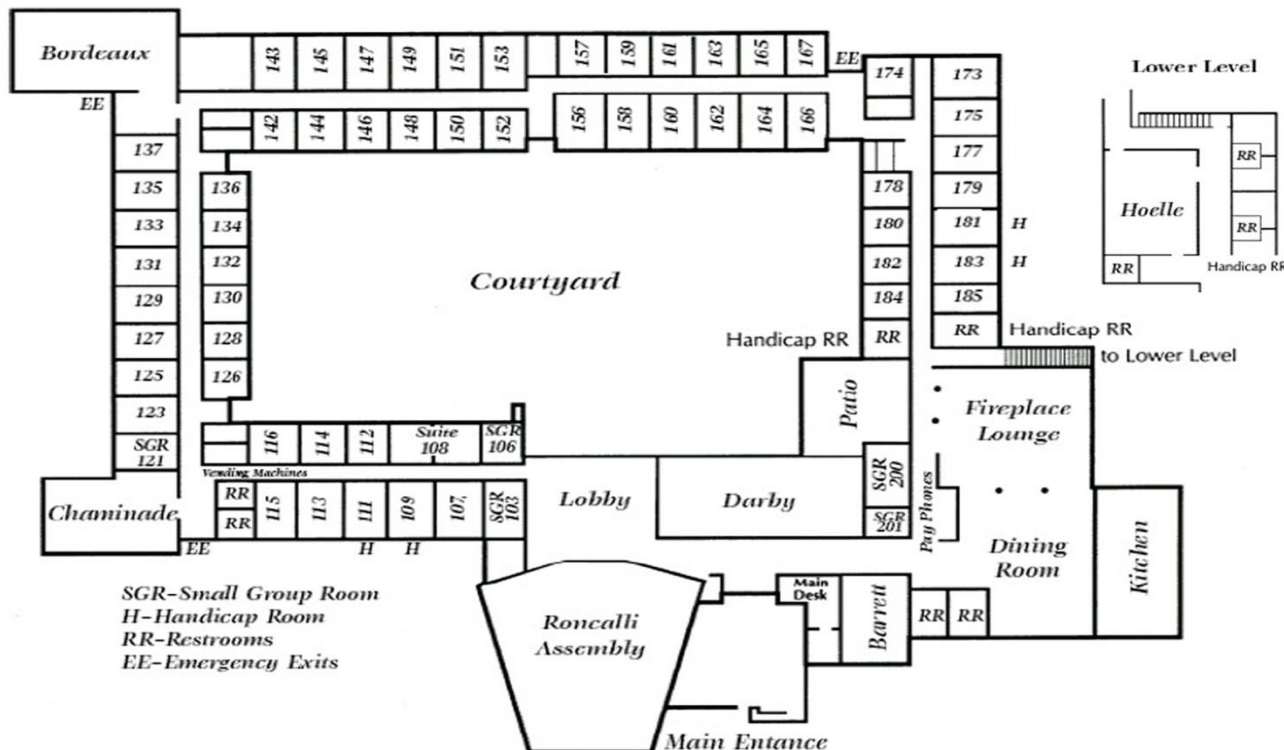 Bordeaux
EE
143 145 147 149 151 153 157 159 161 163 165 167
EE
174
173
142 144 146 148 150 152 156 158 160 162 164 166
175
177
179
181 H
183 H
185
RR Handicap RR
to Lower Level
178
180
182
184
Handicap RR RR
137
135
133
131
129
127
125
123
SGR
121
136
134
132
130
128
126
Courtyard
Patio
Fireplace
Lounge
116 114 112
Suite
108
SGR
106
Vending Machines
Chaminade
RR
RR
115 113 111 109 107
SGR
103
EE
H H
Lobby
Darby
SGR
200
SGR
201
Pay Phones
Dining
Room
Kitchen
Roncalli
Assembly
Main
Desk
Barrett
RR RR
Main Entance
SGR-Small Group Room
H-Handicap Room
RR-Restrooms
EE-Emergency Exits
Lower Level
RR
Hoelle
RR
RR
Handicap RR